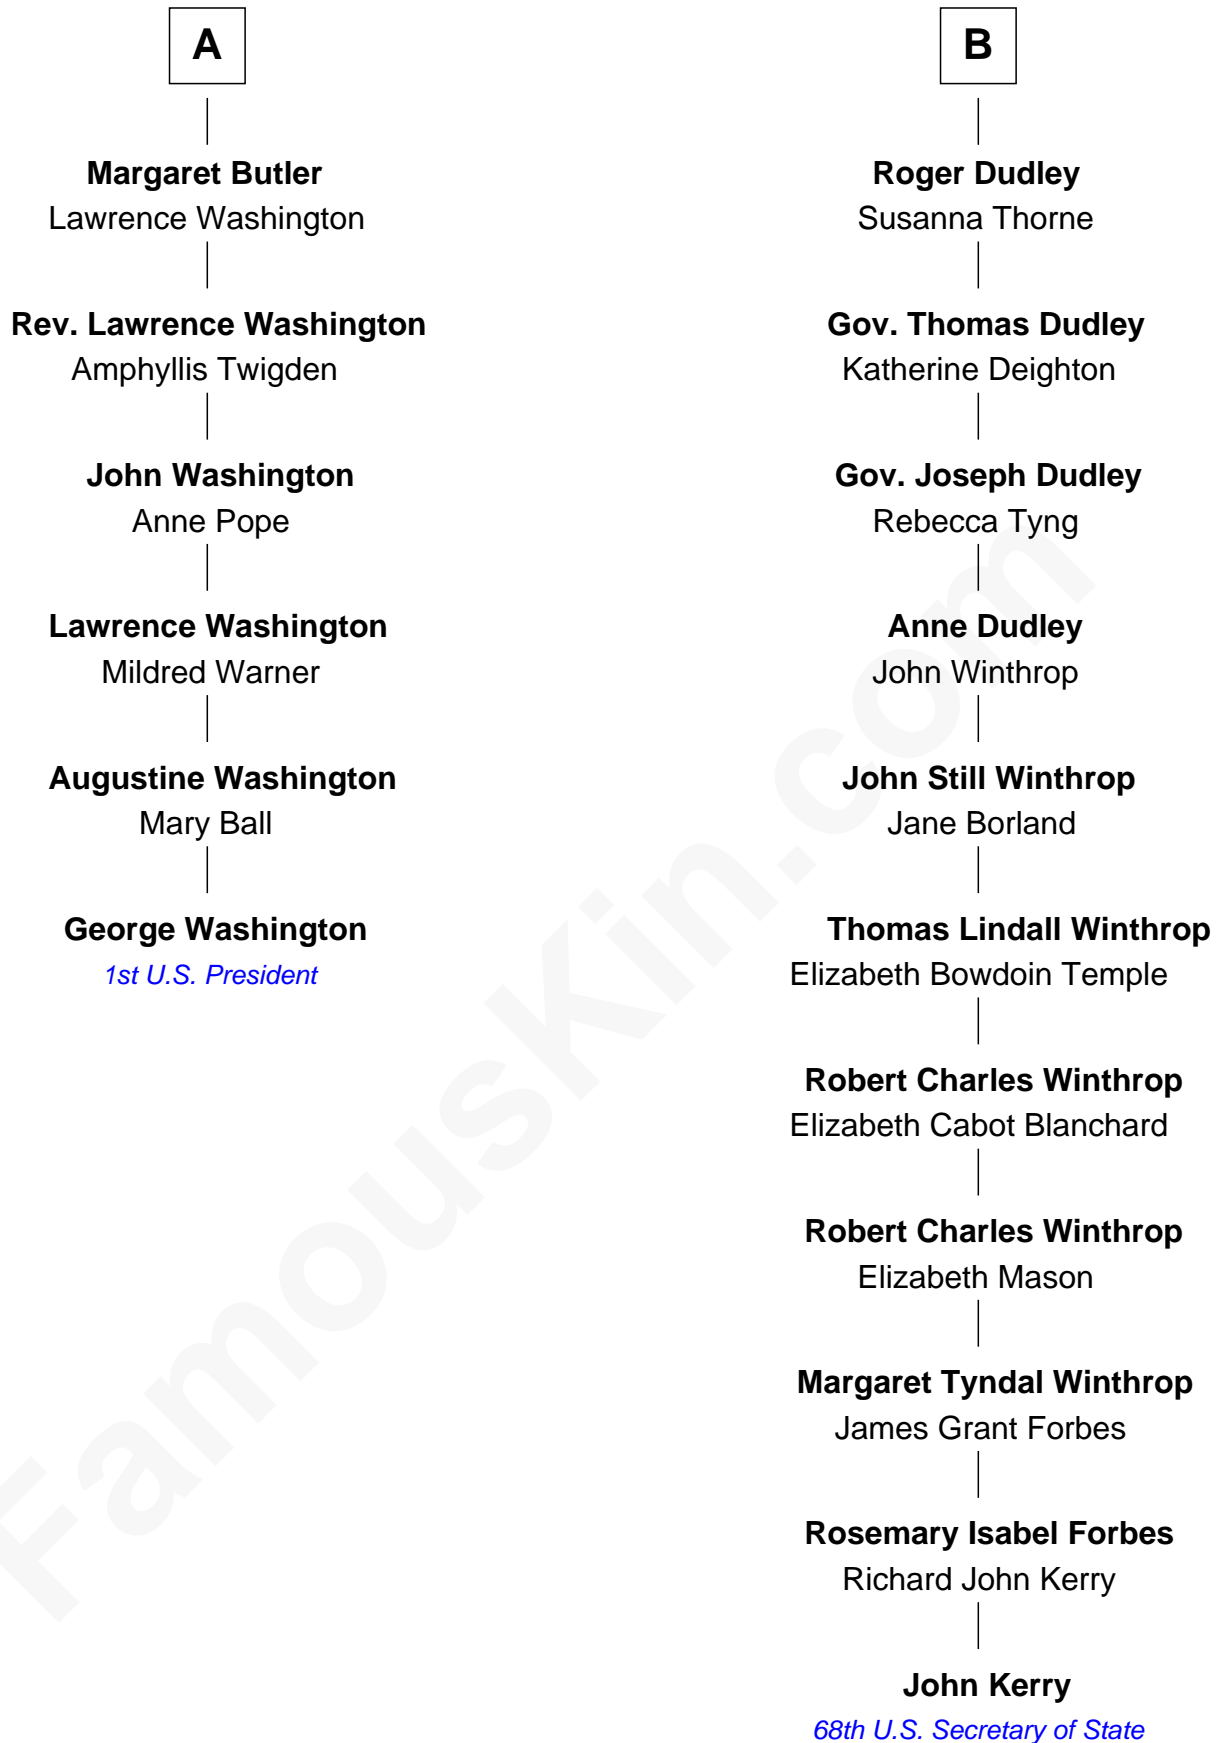 A
Margaret Butler
Lawrence Washington
Rev. Lawrence Washington
Amphyllis Twigden
John Washington
Anne Pope
Lawrence Washington
Mildred Warner
Augustine Washington
Mary Ball
George Washington
1st U.S. President
B
Roger Dudley
Susanna Thorne
Gov. Thomas Dudley
Katherine Deighton
Gov. Joseph Dudley
Rebecca Tyng
Anne Dudley
John Winthrop
John Still Winthrop
Jane Borland
Thomas Lindall Winthrop
Elizabeth Bowdoin Temple
Robert Charles Winthrop
Elizabeth Cabot Blanchard
Robert Charles Winthrop
Elizabeth Mason
Margaret Tyndal Winthrop
James Grant Forbes
Rosemary Isabel Forbes
Richard John Kerry
John Kerry
68th U.S. Secretary of State
FamousKin.com